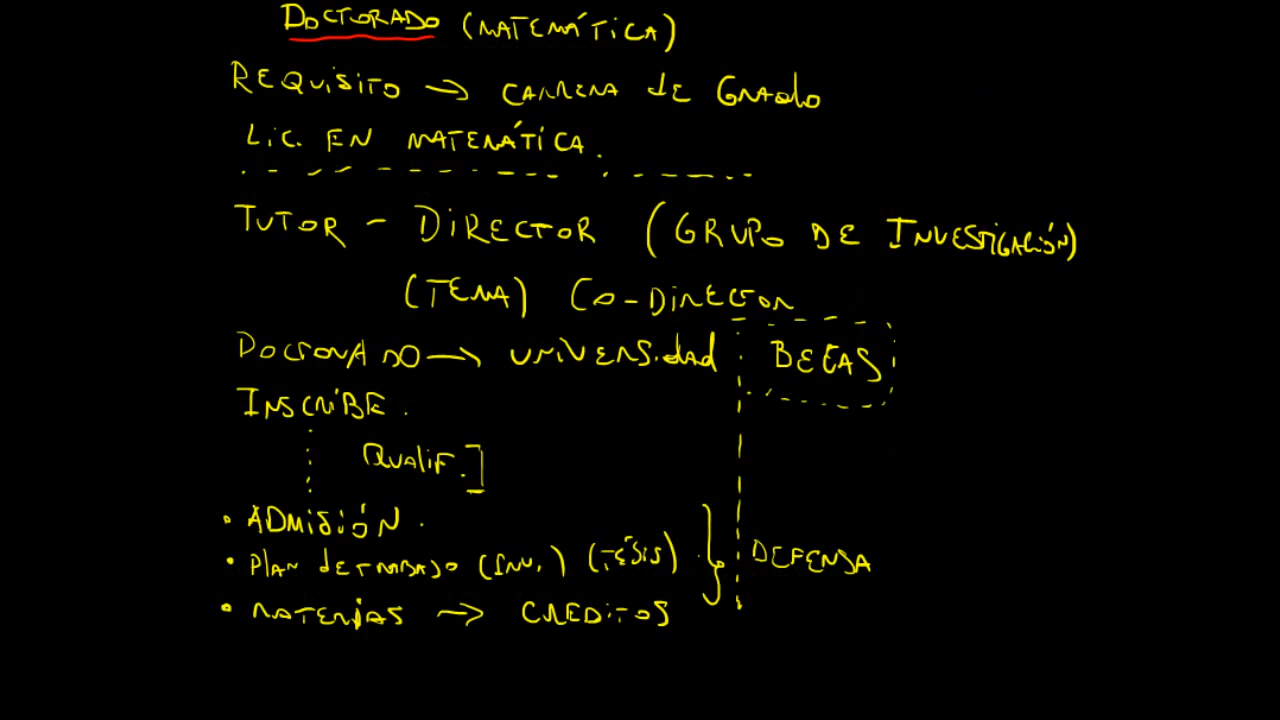 DOCTORADO (MATEMÁTICA)
REQUISITO → CARRERA DE GRADO
LIC. EN MATEMÁTICA.
TUTOR - DIRECTOR (GRUPO DE INVESTIGACIÓN)
(TEMA) CO-DIRECTOR
DOCTORADO → UNIVERSIDAD
BECAS
INSCRIBE.
QUALIF.]
• ADMISIÓN.
• PLAN DE TRABAJO (INV.) (TÉSIS)
DEFENSA
• MATERIAS → CREDITOS